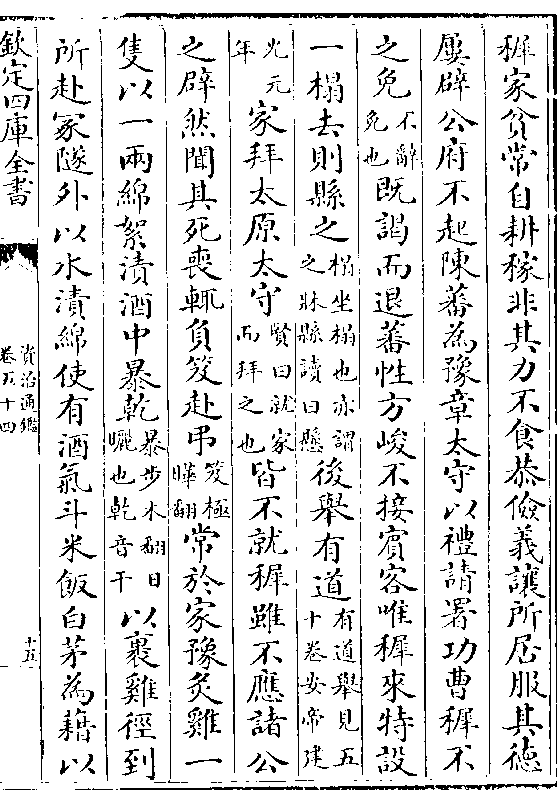 穉家貧常自耕稼非其力不食恭儉義讓所居服其德
屢辟公府不起陳蕃為豫章太守以禮請署功曹穉不
之免不辭免也既謁而退蕃性方峻不接賓客唯穉來特設
一榻去則縣之榻坐榻也亦謂之牀縣讀曰懸後舉有道有道舉見五十卷安帝建
光元年家拜太原太守賢曰就家而拜之也皆不就穉雖不應諸公
之辟然聞其死喪輒負笈赴弔笈極曄翻常於家豫炙雞一
隻以一兩綿絮漬酒中暴乾暴步木翻日曬也乾音干以裹雞徑到
所赴冢隧外以水漬綿使有酒氣斗米飯白茅為藉以
欽定四庫全書
資治通鑑
卷五十四
十五